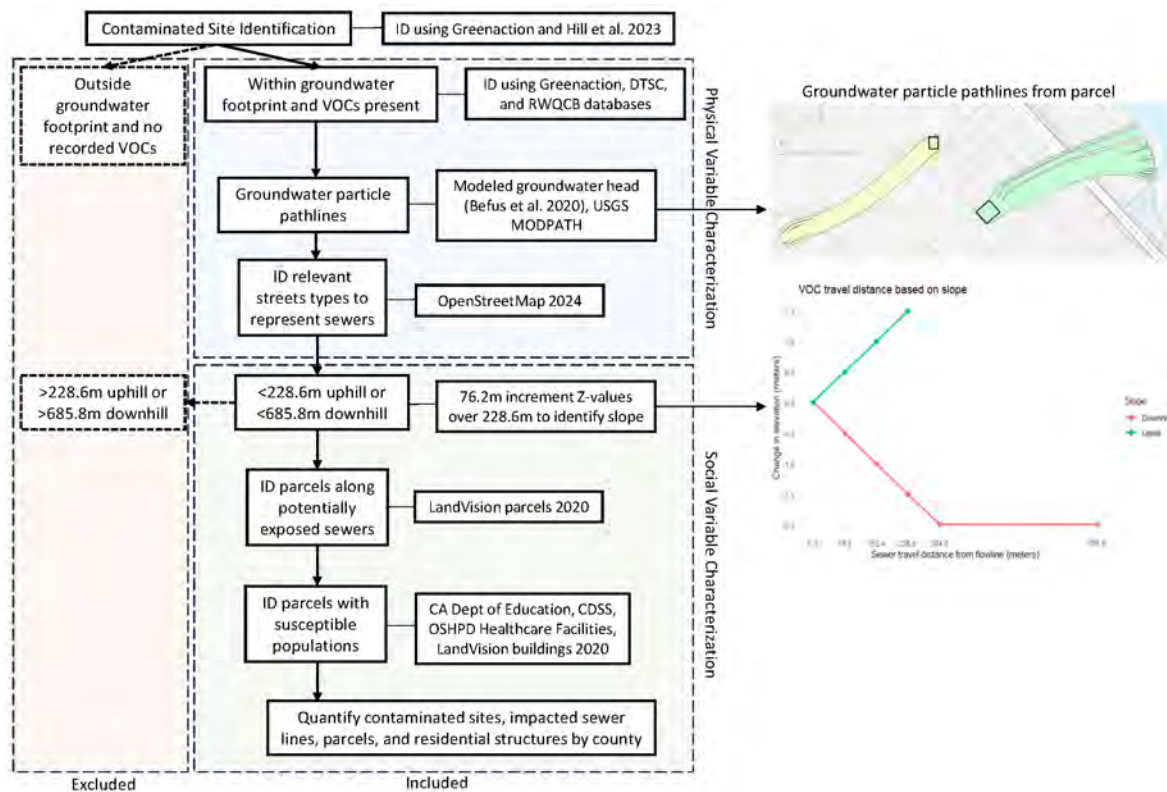 Contaminated Site Identification
ID using Greenaction and Hill et al. 2023
Outside
groundwater
footprint and no
recorded VOCs
Within groundwater
footprint and VOCs present
ID using Greenaction, DTSC,
and RWQCB databases
Groundwater particle
pathlines
Modeled groundwater head
(Befus et al. 2020), USGS
MODPATH
ID relevant
streets types to
represent sewers
OpenStreetMap 2024
Physical Variable Characterization
>228.6m uphill or
>685.8m downhill
<228.6m uphill or
<685.8m downhill
76.2m increment Z-values
over 228.6m to identify slope
ID parcels along
potentially
exposed sewers
LandVision parcels 2020
ID parcels with
susceptible
populations
CA Dept of Education, CDSS,
OSHPD Healthcare Facilities,
LandVision buildings 2020
Quantify contaminated sites, impacted sewer
lines, parcels, and residential structures by county
Social Variable Characterization
Excluded
Included
Groundwater particle pathlines from parcel
VOC travel distance based on slope
Change in elevation (meters)
Sewer travel distance from flowline (meters)
Slope